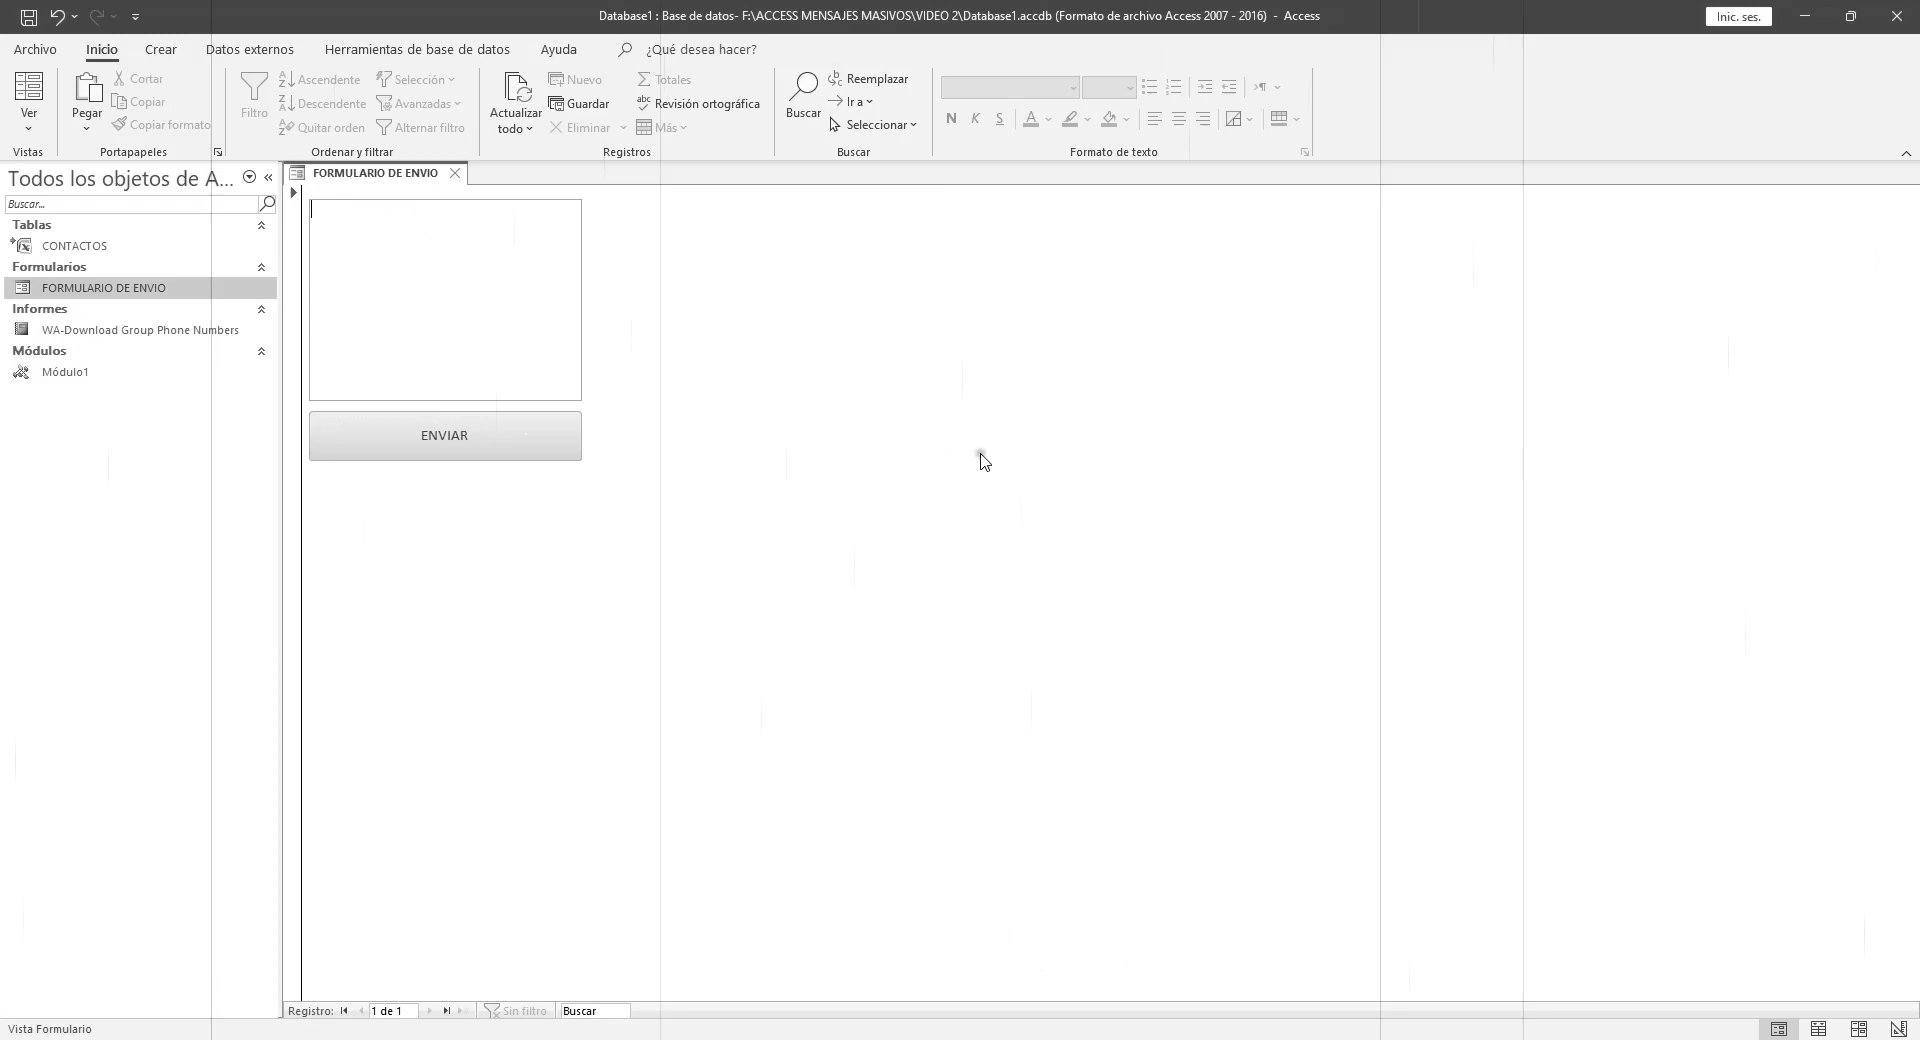 Database1 : Base de datos- F:\ACCESS MENSAJES MASIVOS\VIDEO 2\Database1.accdb (Formato de archivo Access 2007 - 2016) - Access
Inic. ses.
Archivo Inicio Crear Datos externos Herramientas de base de datos Ayuda ¿Qué desea hacer?
Cortar Ascendente Selección Nuevo Totales Reemplazar
Copiar Descendente Avanzadas Guardar Revisión ortográfica Ir a
Ver Pegar Filtro Actualizar todo Buscar
Copiar formato Quitar orden Alternar filtro Eliminar Más Seleccionar
N K S A
Vistas Portapapeles Ordenar y filtrar Registros Buscar Formato de texto
Todos los objetos de A...
FORMULARIO DE ENVIO
Buscar...
Tablas
CONTACTOS
Formularios
FORMULARIO DE ENVIO
Informes
WA-Download Group Phone Numbers
Módulos
Módulo1
ENVIAR
Registro: 1 de 1 Sin filtro Buscar
Vista Formulario